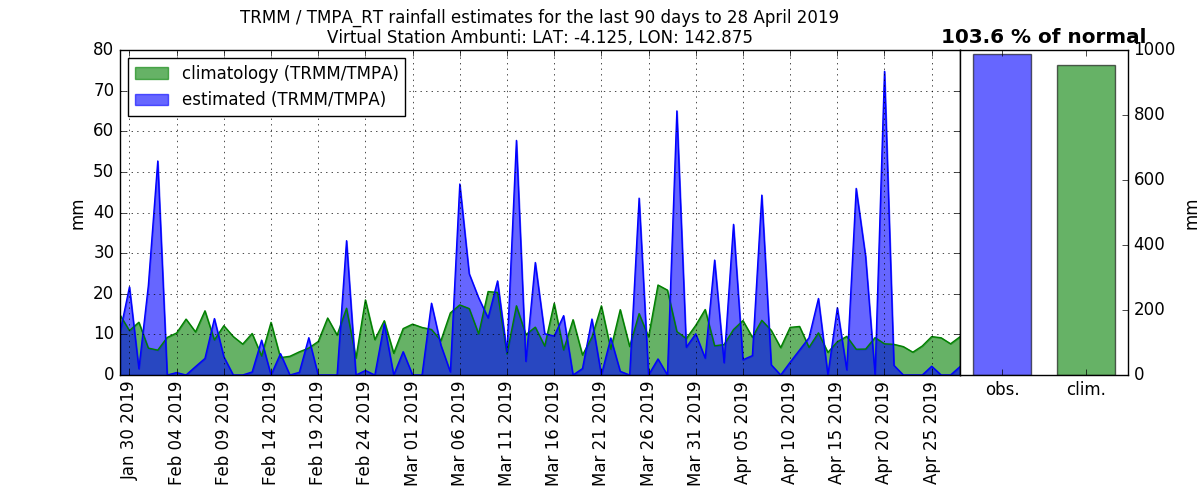 TRMM / TMPA_RT rainfall estimates for the last 90 days to 28 April 2019
Virtual Station Ambunti: LAT: -4.125, LON: 142.875
103.6 % of normal
climatology (TRMM/TMPA)
estimated (TRMM/TMPA)
80
70
60
50
40
30
20
10
0
mm
Jan 30 2019
Feb 04 2019
Feb 09 2019
Feb 14 2019
Feb 19 2019
Feb 24 2019
Mar 01 2019
Mar 06 2019
Mar 11 2019
Mar 16 2019
Mar 21 2019
Mar 26 2019
Mar 31 2019
Apr 05 2019
Apr 10 2019
Apr 15 2019
Apr 20 2019
Apr 25 2019
obs.
clim.
1000
800
600
400
200
0
mm